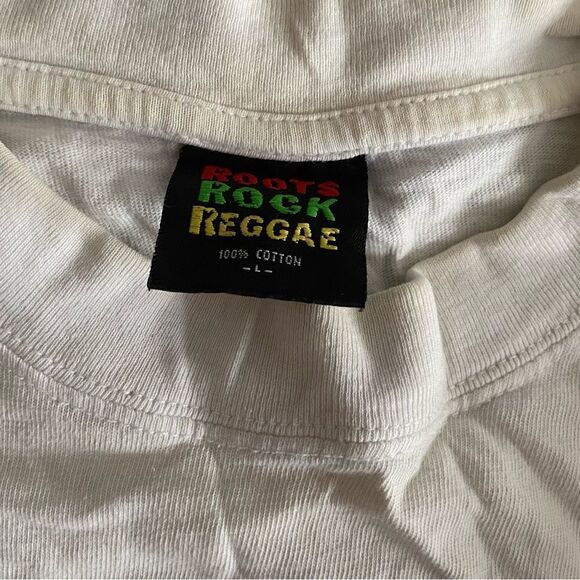 ROOTS
ROCK
REGGAE
100% COTTON
- L -